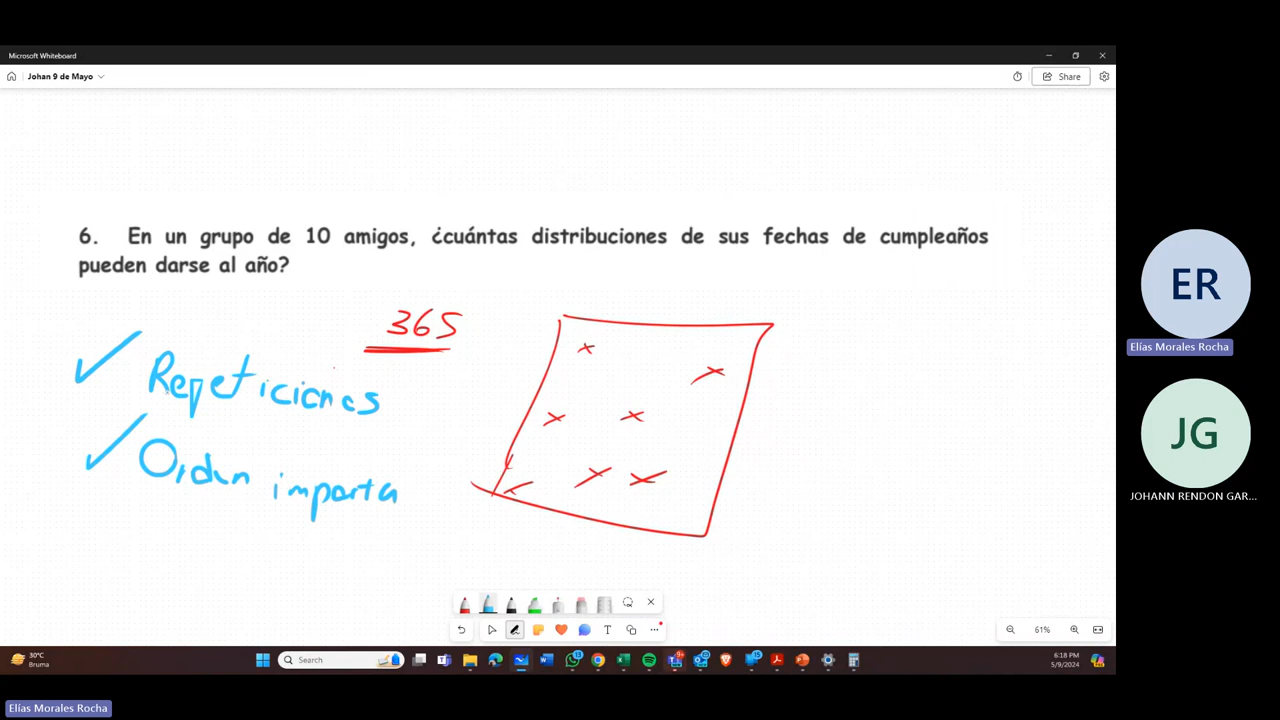 Microsoft Whiteboard
Johan 9 de Mayo
Share
6. En un grupo de 10 amigos, ¿cuántas distribuciones de sus fechas de cumpleaños
pueden darse al año?
365
Repeticiones
Orden importa
ER
Elías Morales Rocha
JG
JOHANN RENDON GAR...
61%
30°C
Bruma
Search
6:18 PM
5/9/2024
Elías Morales Rocha